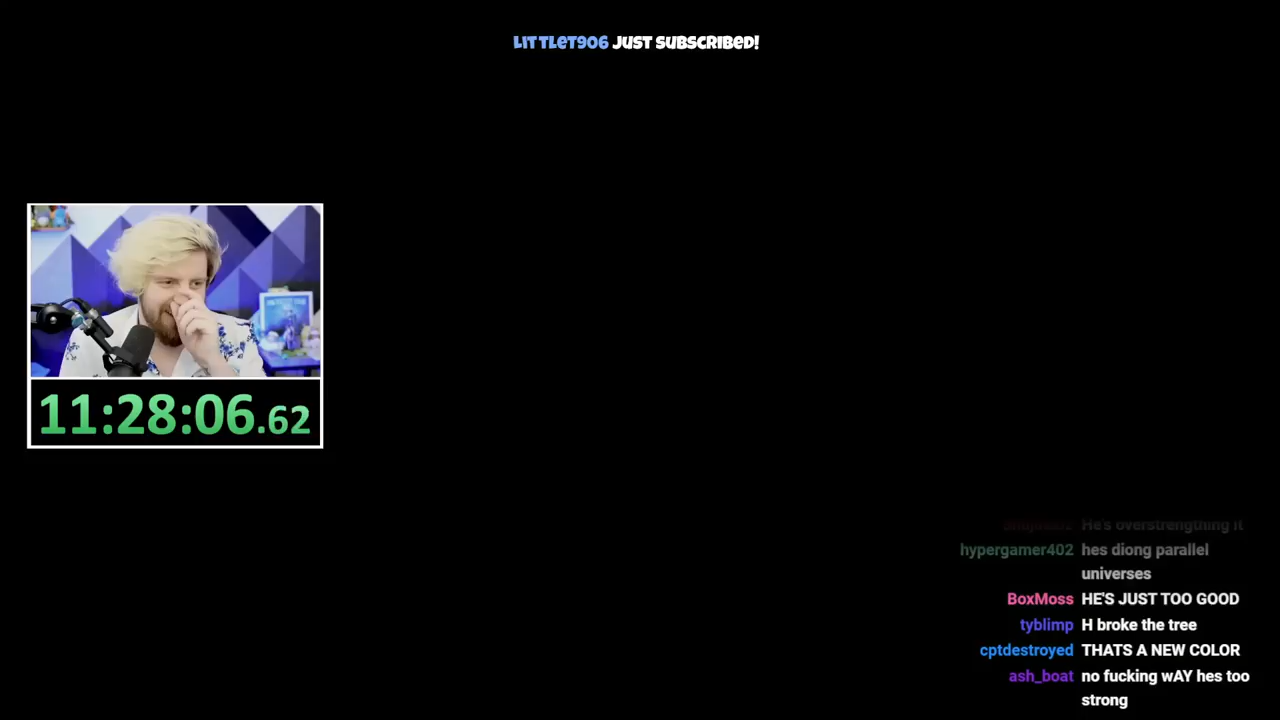 LITTLET906 JUST SUBSCRIBED!
11:28:06.62
He's overstrengthing it
hypergamer402 hes diong parallel
universes
BoxMoss HE'S JUST TOO GOOD
tyblimp H broke the tree
cptdestroyed THATS A NEW COLOR
ash_boat no fucking wAY hes too
strong